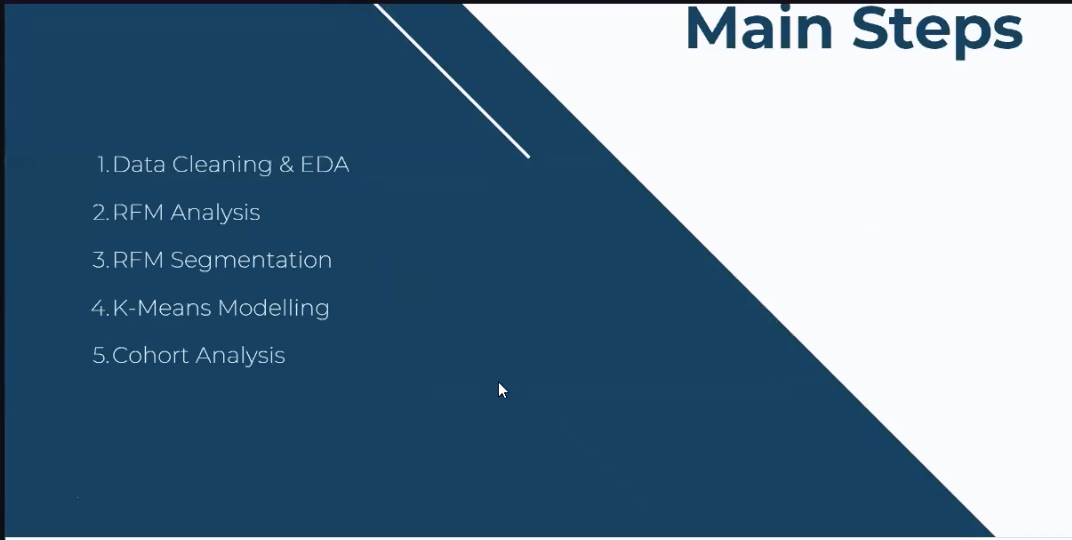 Main Steps
1.Data Cleaning & EDA
2.RFM Analysis
3.RFM Segmentation
4.K-Means Modelling
5.Cohort Analysis